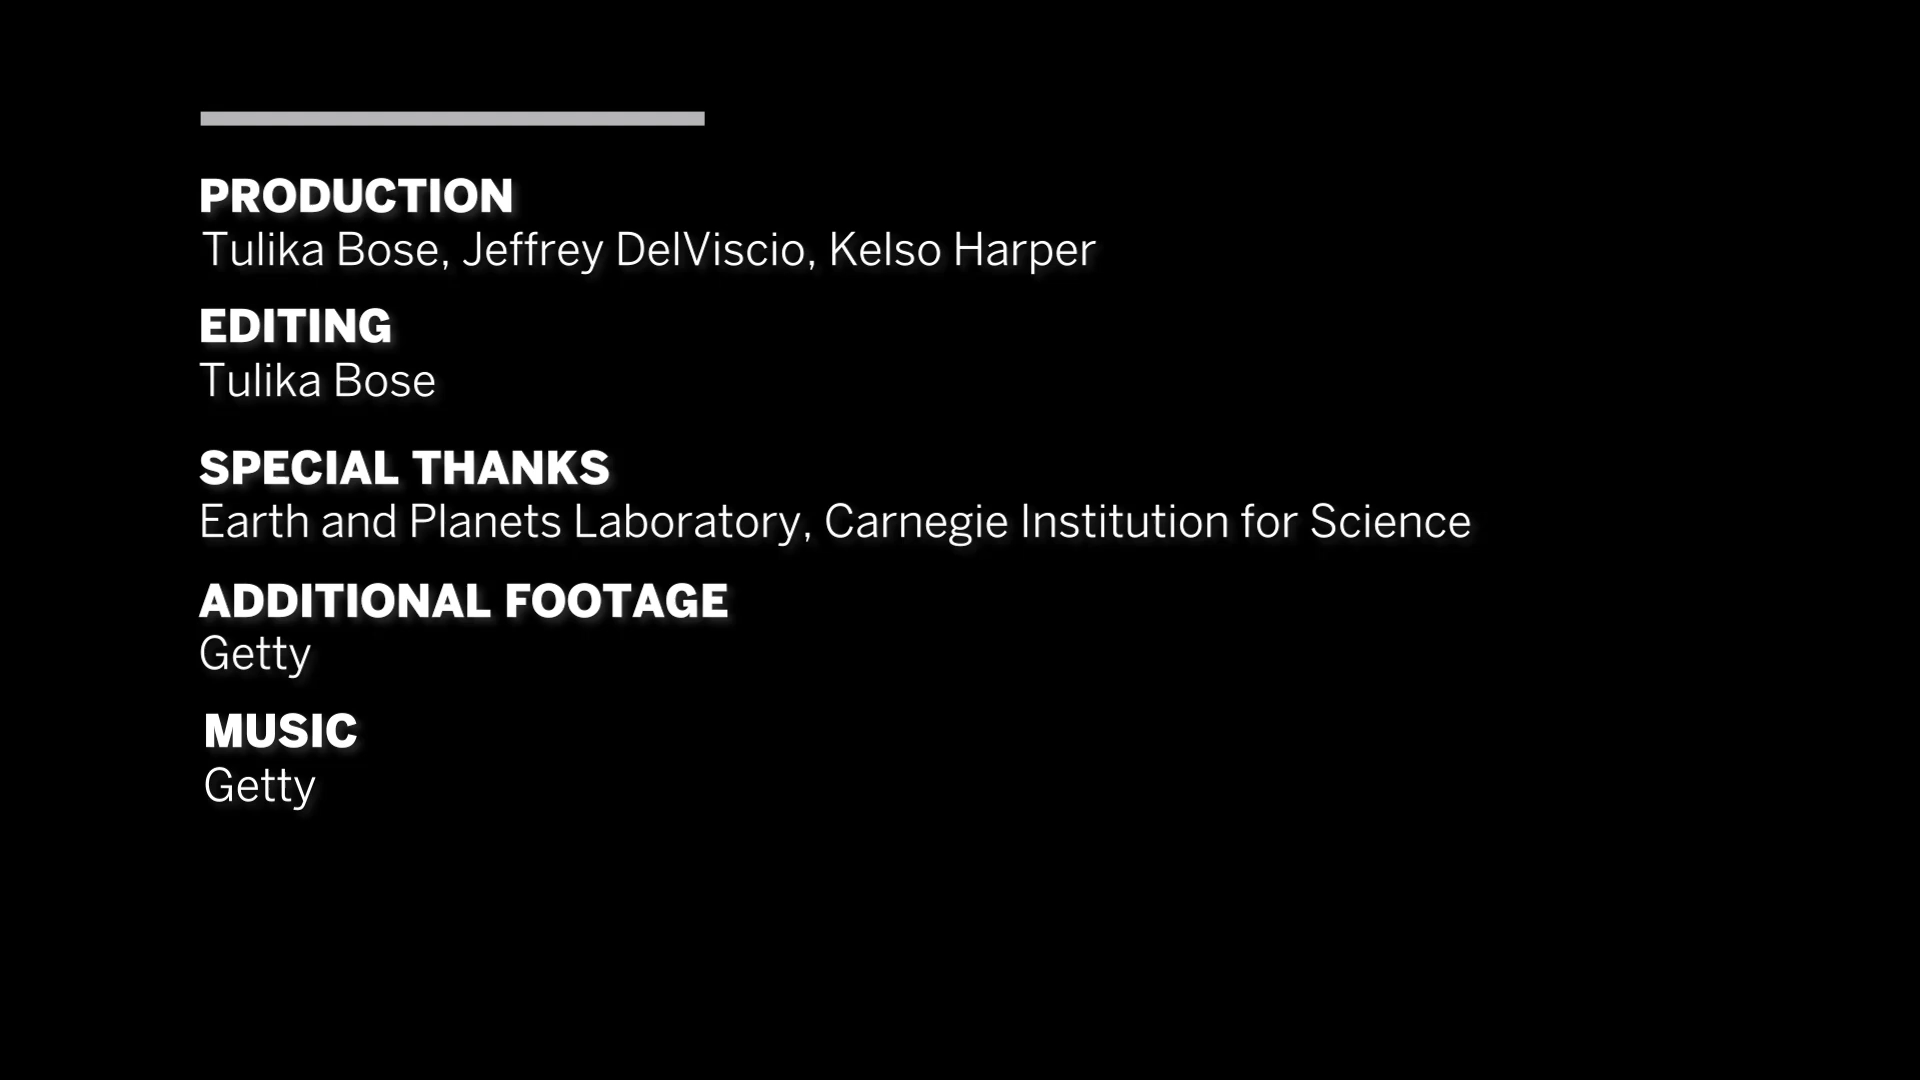 PRODUCTION
Tulika Bose, Jeffrey DelViscio, Kelso Harper
EDITING
Tulika Bose
SPECIAL THANKS
Earth and Planets Laboratory, Carnegie Institution for Science
ADDITIONAL FOOTAGE
Getty
MUSIC
Getty